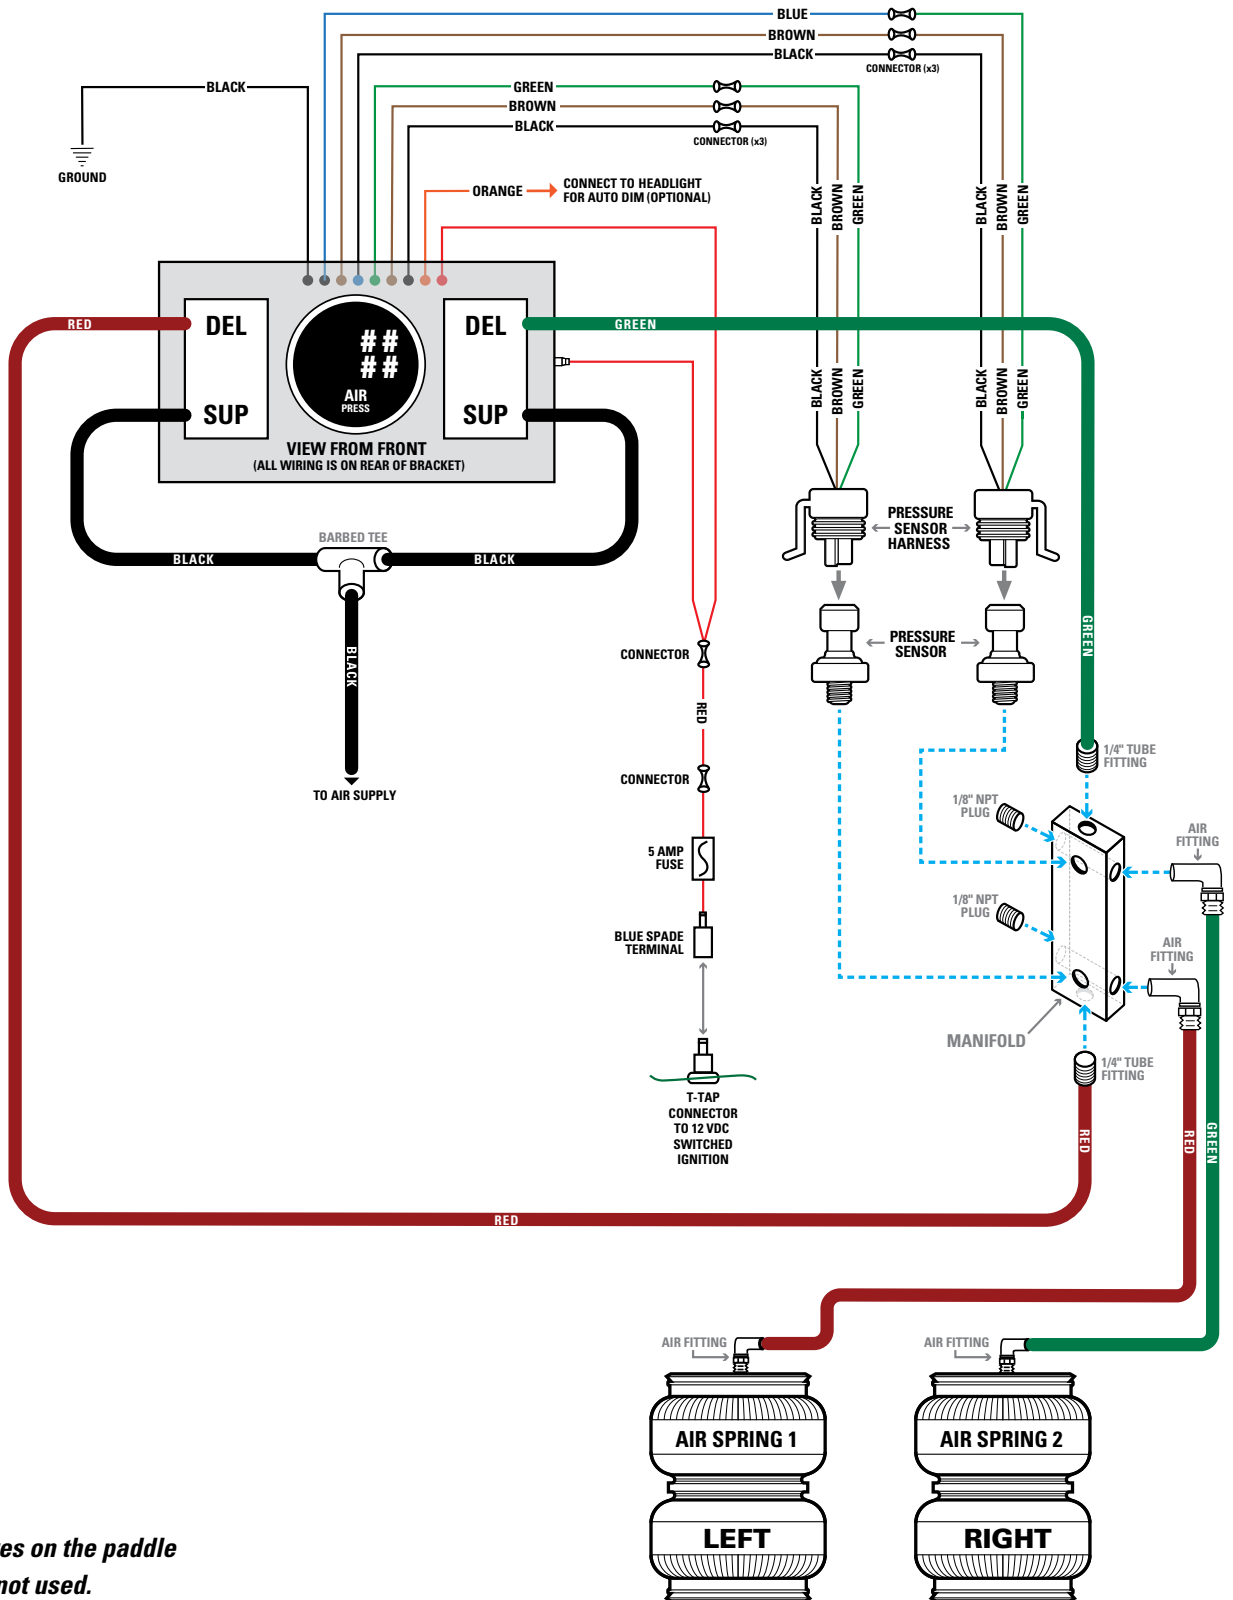 BLUE
BROWN
BLACK
CONNECTOR (x3)
BLACK
GREEN
BROWN
BLACK
CONNECTOR (x3)
GROUND
ORANGE
CONNECT TO HEADLIGHT
FOR AUTO DIM (OPTIONAL)
BLACK
BROWN
GREEN
BLACK
BROWN
GREEN
RED
DEL
##
##
AIR
PRESS
DEL
GREEN
SUP
SUP
VIEW FROM FRONT
(ALL WIRING IS ON REAR OF BRACKET)
BLACK
BROWN
GREEN
BLACK
BROWN
GREEN
BARBED TEE
BLACK
BLACK
BLACK
TO AIR SUPPLY
PRESSURE
SENSOR
HARNESS
PRESSURE
SENSOR
GREEN
CONNECTOR
RED
CONNECTOR
5 AMP
FUSE
BLUE SPADE
TERMINAL
T-TAP
CONNECTOR
TO 12 VDC
SWITCHED
IGNITION
1/4" TUBE
FITTING
1/8" NPT
PLUG
AIR
FITTING
1/8" NPT
PLUG
AIR
FITTING
MANIFOLD
1/4" TUBE
FITTING
RED
RED
GREEN
RED
AIR FITTING
AIR FITTING
AIR SPRING 1
AIR SPRING 2
LEFT
RIGHT
on the paddle
not used.